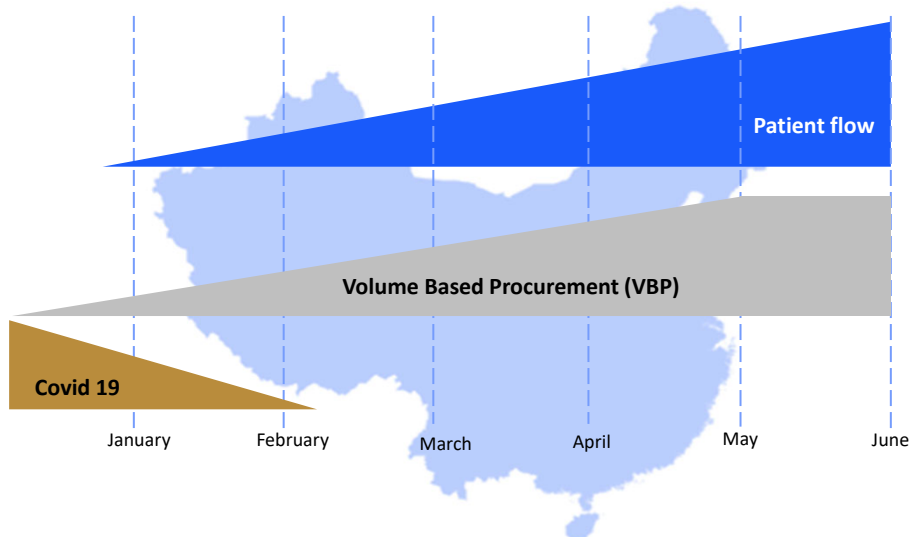 Patient flow
Volume Based Procurement (VBP)
Covid 19
January
February
March
April
May
June